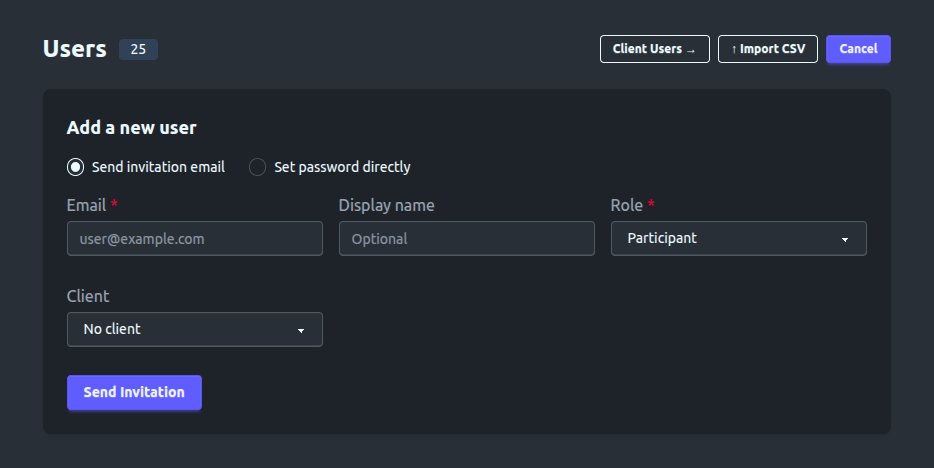 Users 25 Client Users → ↑ Import CSV Cancel
Add a new user
Send invitation email Set password directly
Email * Display name Role *
user@example.com Optional Participant
Client
No client
Send Invitation